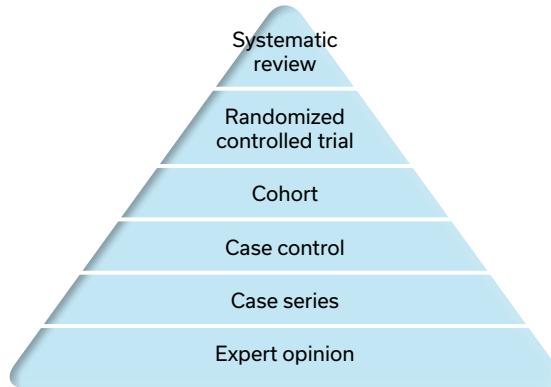 Systematic
review
Randomized
controlled trial
Cohort
Case control
Case series
Expert opinion